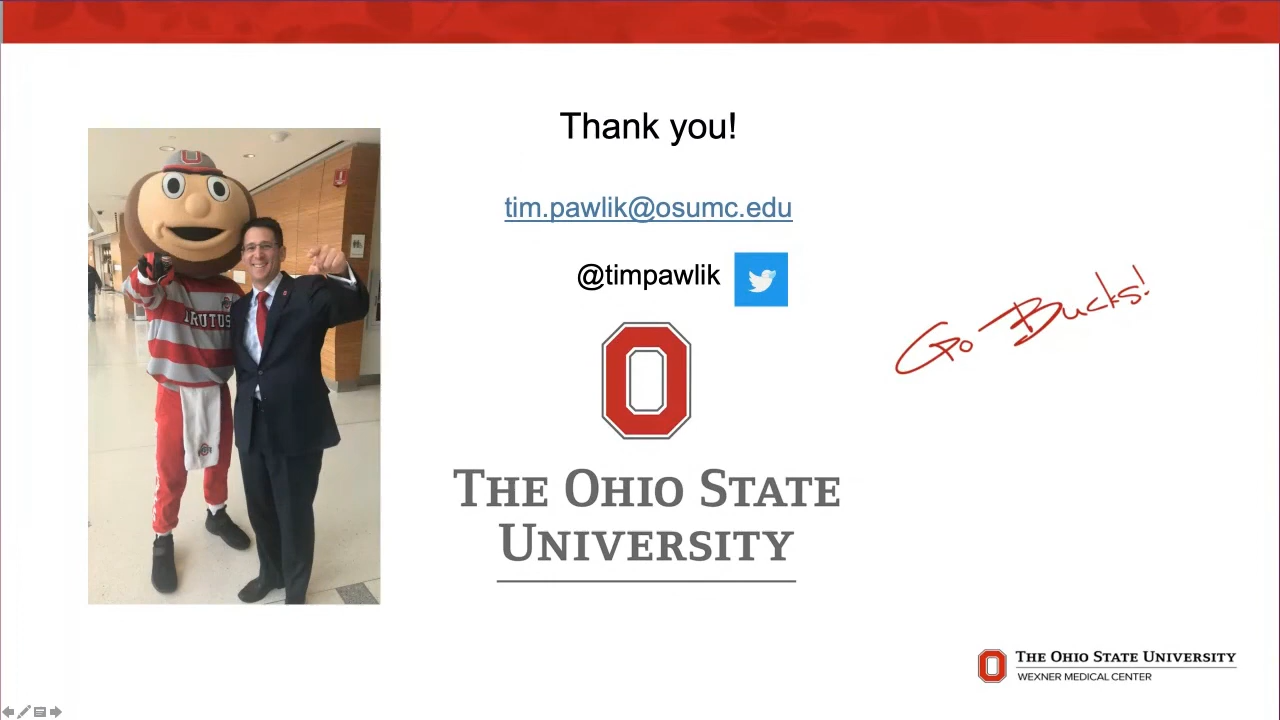 Thank you!
tim.pawlik@osumc.edu
@timpawlik
BRUTUS
Go Bucks!
THE OHIO STATE
UNIVERSITY
THE OHIO STATE UNIVERSITY
WEXNER MEDICAL CENTER